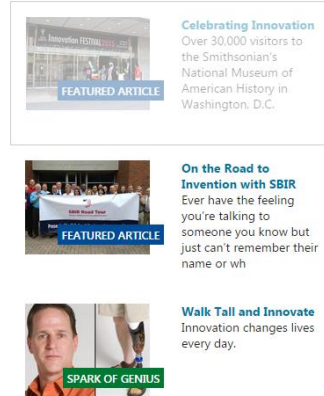 Innovation FESTIVAL
FEATURED ARTICLE
Celebrating Innovation
Over 30,000 visitors to
the Smithsonian's
National Museum of
American History in
Washington, D.C.
SBIR Road Tour
FEATURED ARTICLE
On the Road to
Invention with SBIR
Ever have the feeling
you're talking to
someone you know but
just can't remember their
name or wh
SPARK OF GENIUS
Walk Tall and Innovate
Innovation changes lives
every day.